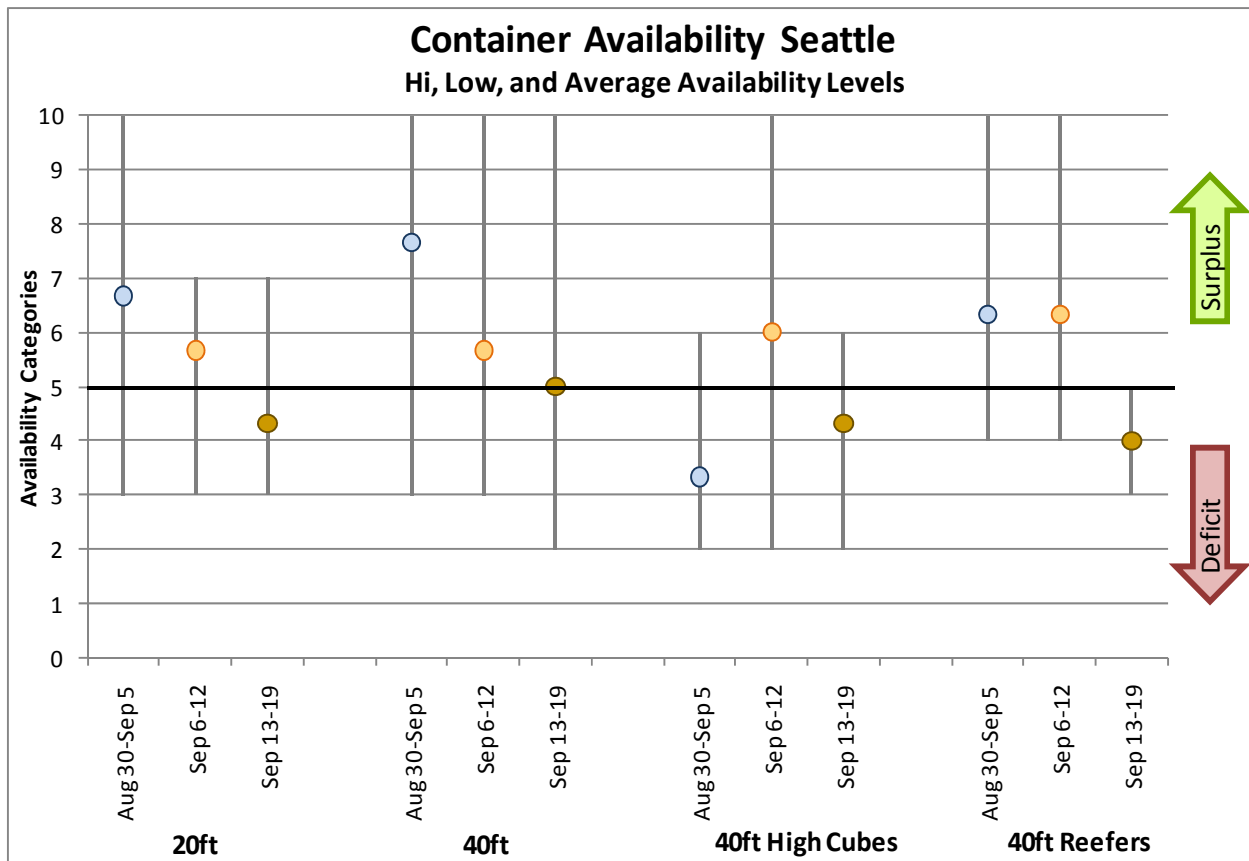 Container Availability Seattle
Hi, Low, and Average Availability Levels
Availability Categories
10
9
8
7
6
5
4
3
2
1
0
Surplus
Deficit
Aug 30-Sep 5
Sep 6-12
Sep 13-19
Aug 30-Sep 5
Sep 6-12
Sep 13-19
Aug 30-Sep 5
Sep 6-12
Sep 13-19
Aug 30-Sep 5
Sep 6-12
Sep 13-19
20ft
40ft
40ft High Cubes
40ft Reefers